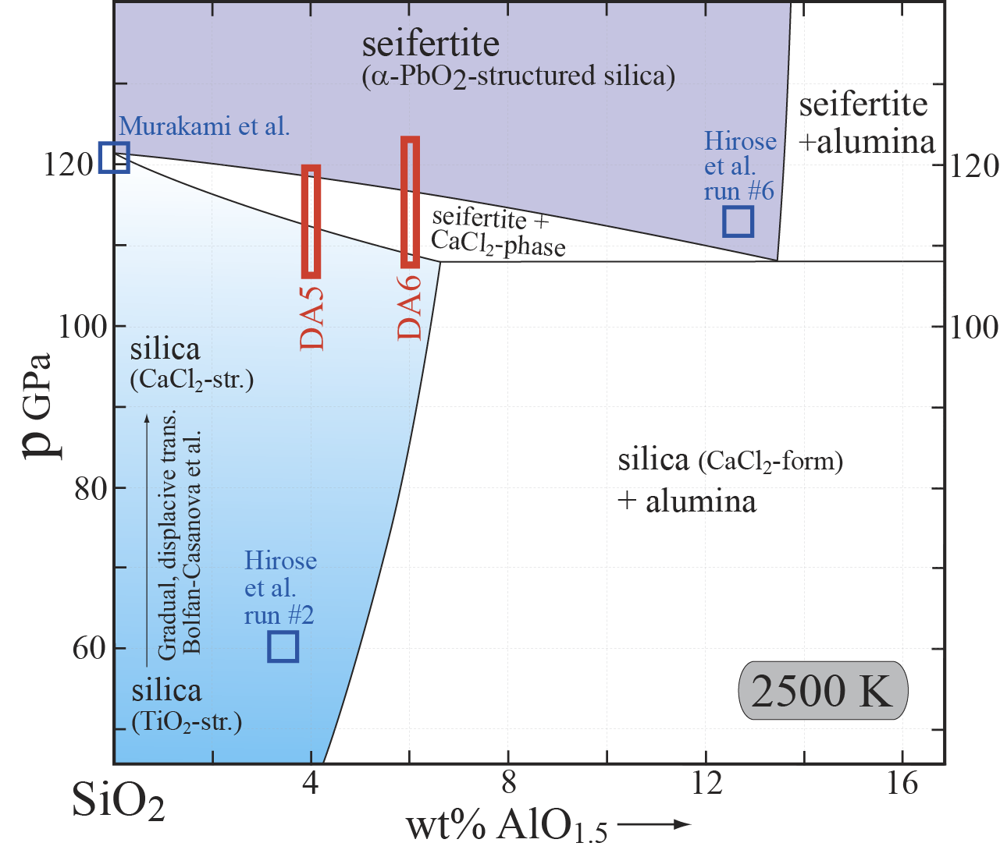 seifertite
(α-PbO2-structured silica)
Murakami et al.
seifertite
+alumina
Hirose
et al.
run #6
120
120
seifertite +
CaCl2-phase
DA5
DA6
100
100
silica
(CaCl2-str.)
p GPa
Gradual, displacive trans.
Bolfan-Casanova et al.
silica (CaCl2-form)
+ alumina
80
80
Hirose
et al.
run #2
60
60
silica
(TiO2-str.)
2500 K
SiO2
4
8
12
16
wt% AlO1.5